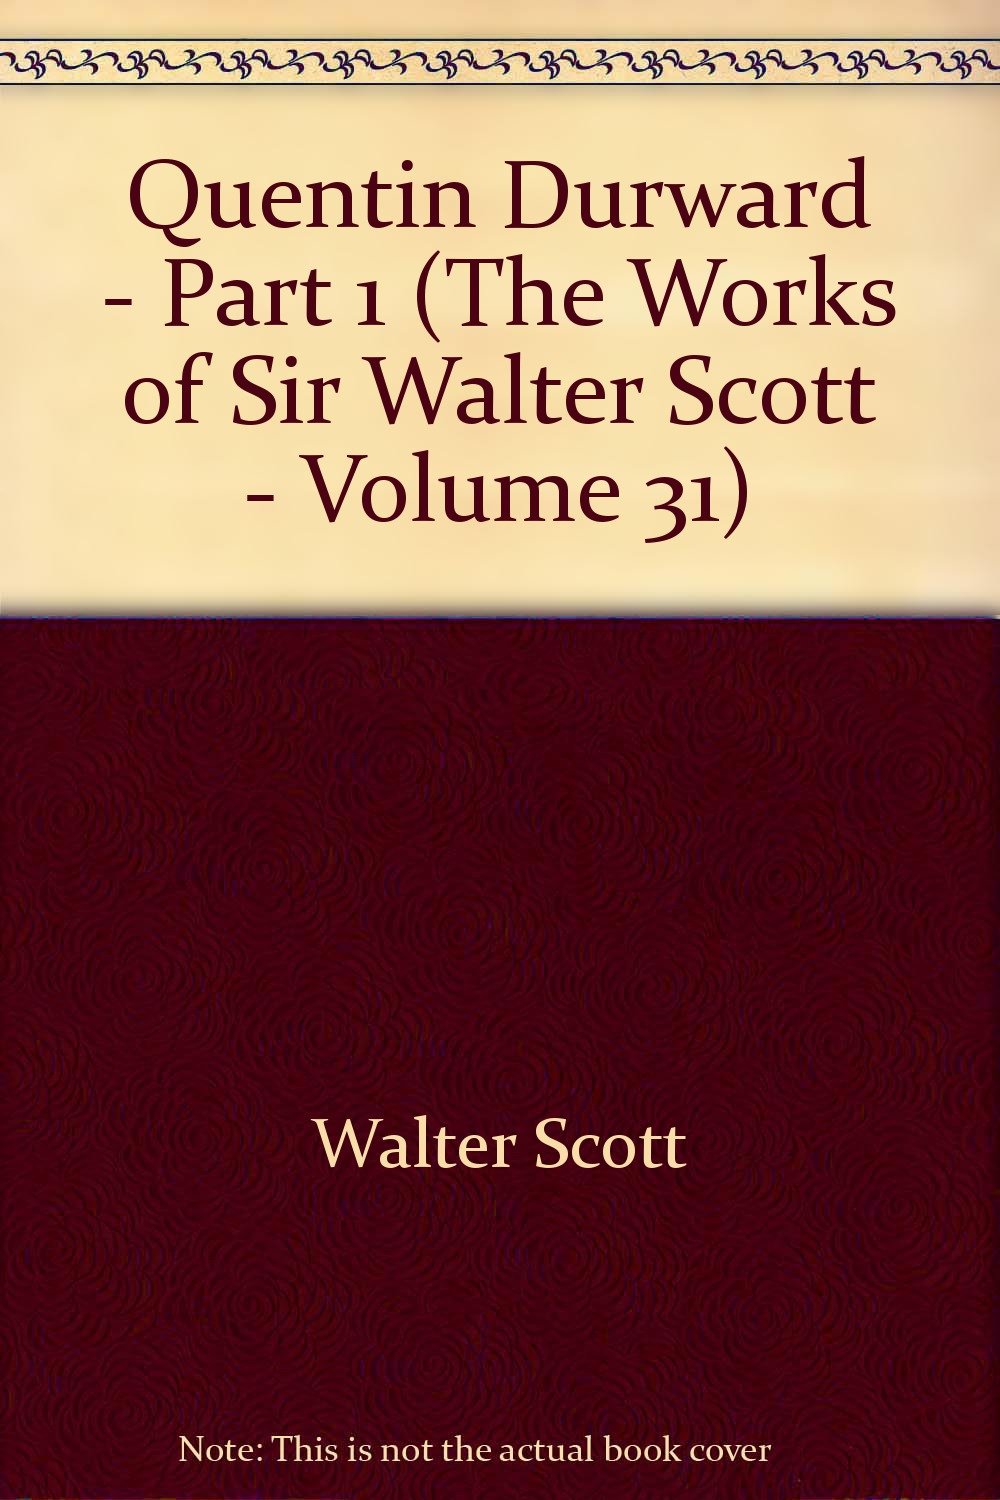 Quentin Durward
- Part 1 (The Works
of Sir Walter Scott
- Volume 31)
Walter Scott
Note: This is not the actual book cover